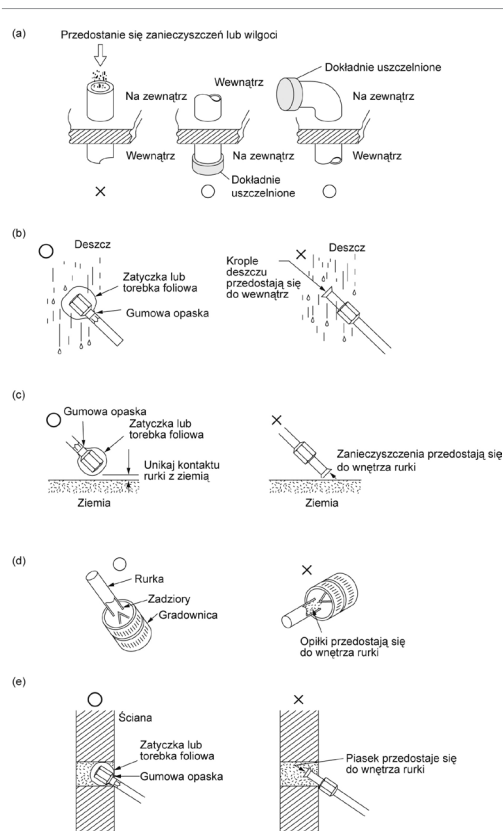 (a)
Przedostanie się zanieczyszczeń lub wilgoci
Na zewnątrz
Wewnątrz
Wewnątrz
Na zewnątrz
Dokładnie
uszczelnione
Dokładnie uszczelnione
Na zewnątrz
Wewnątrz
(b)
Deszcz
Zatyczka lub
torebka foliowa
Gumowa opaska
Deszcz
Krople
deszczu
przedostają się
do wewnątrz
(c)
Gumowa opaska
Zatyczka lub
torebka foliowa
Unikaj kontaktu
rurki z ziemią
Ziemia
Zanieczyszczenia przedostają się
do wnętrza rurki
Ziemia
(d)
Rurka
Zadziory
Gradownica
Opiłki przedostają się
do wnętrza rurki
(e)
Ściana
Zatyczka lub
torebka foliowa
Gumowa opaska
Piasek przedostaje się
do wnętrza rurki